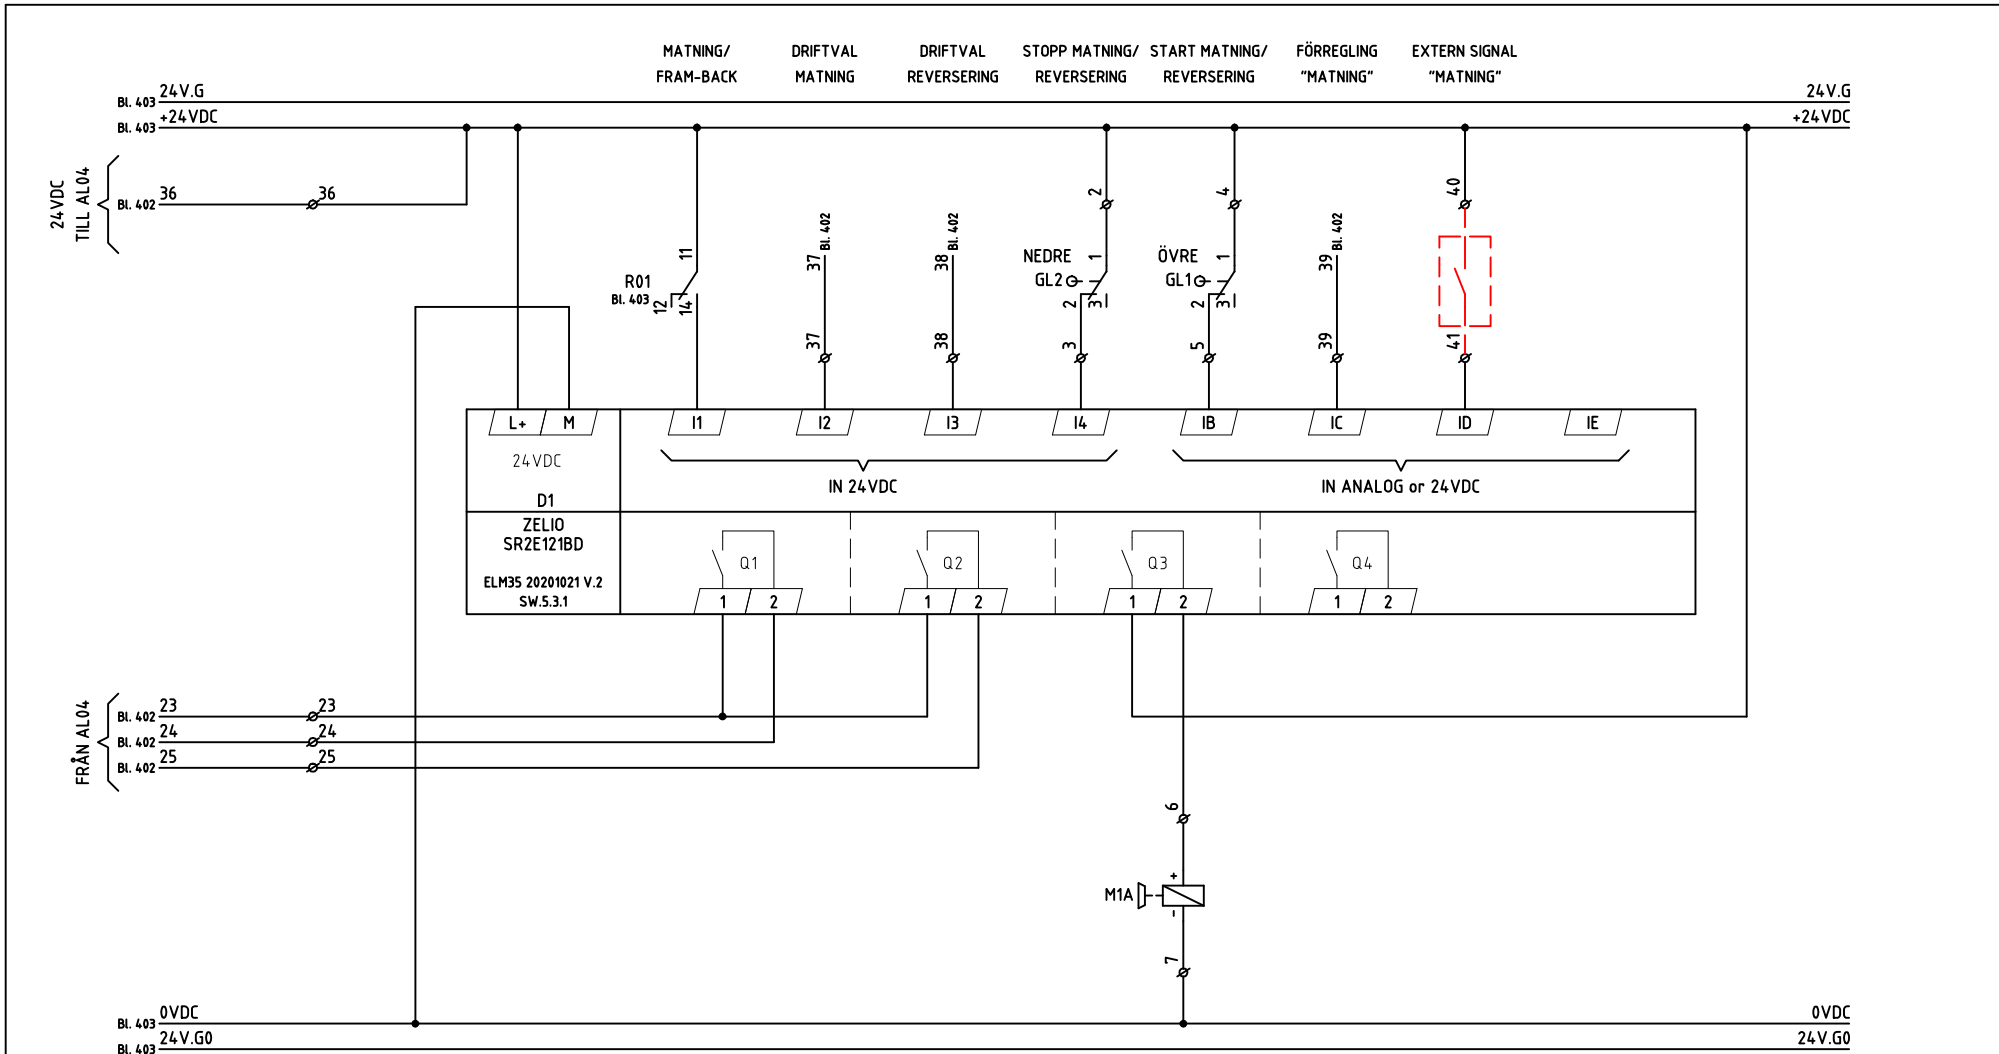 MATNING/
FRAM-BACK
DRIFTVAL
MATNING
DRIFTVAL
REVERSERING
STOPP MATNING/
REVERSERING
START MATNING/
REVERSERING
FÖRREGLING
"MATNING"
EXTERN SIGNAL
"MATNING"
Bl. 403 24V.G
24V.G
Bl. 403 +24VDC
+24VDC
24VDC
TILL AL04
Bl. 402 36
36
R01
Bl. 403
11
12
14
37 Bl. 402
37
38 Bl. 402
38
2
NEDRE
GL2
1
2
3
3
4
ÖVRE
GL1
1
2
3
5
39 Bl. 402
39
40
41
L+
M
I1
I2
I3
I4
IB
IC
ID
IE
24VDC
IN 24VDC
IN ANALOG or 24VDC
D1
ZELIO
SR2E121BD
ELM35 20201021 V.2
SW.5.3.1
Q1
1
2
Q2
1
2
Q3
1
2
Q4
1
2
FRÅN AL04
Bl. 402 23
23
Bl. 402 24
24
Bl. 402 25
25
6
M1A
+
-
7
Bl. 403 0VDC
0VDC
Bl. 403 24V.G0
24V.G0